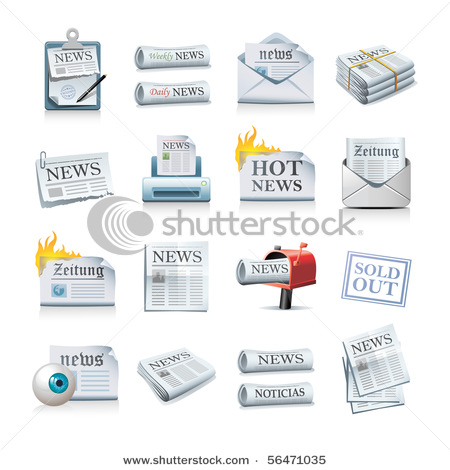 NEWS
Weekly NEWS
Daily NEWS
news
NEWS
NEWS
HOT
NEWS
Zeitung
shutterstock
Zeitung
NEWS
NEWS
SOLD
OUT
news
NEWS
NEWS
NOTICIAS
NEWS
www.shutterstock.com · 56471035